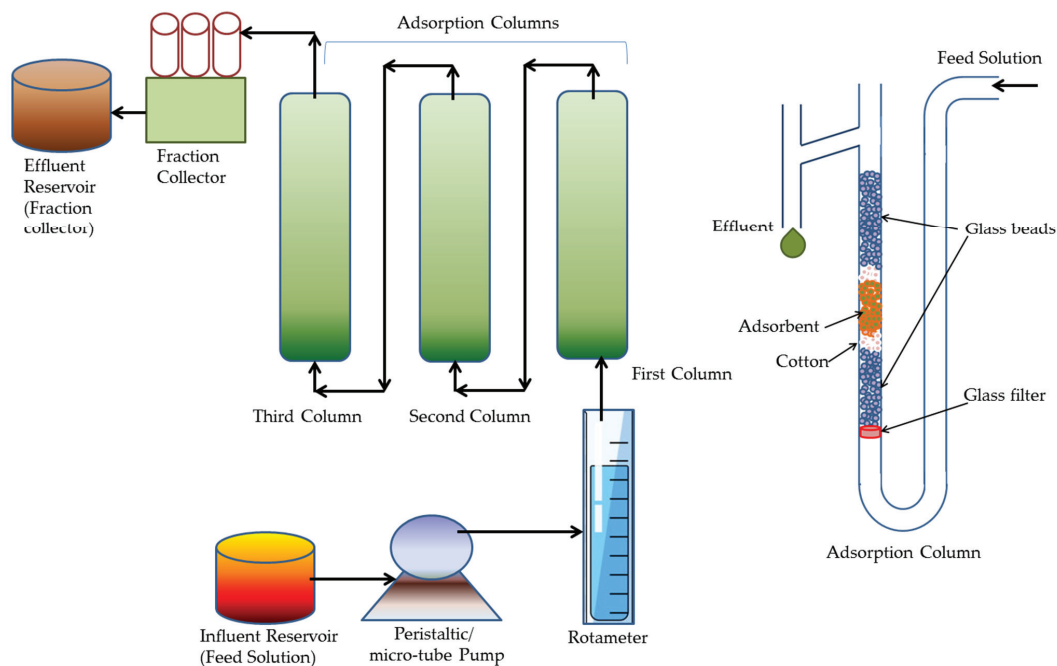 Adsorption Columns
Fraction
Collector
Effluent
Reservoir
(Fraction
collector)
Third Column
Second Column
First Column
Influent Reservoir
(Feed Solution)
Peristaltic/
micro-tube Pump
Rotameter
Feed Solution
Effluent
Glass beads
Adsorbent
Cotton
Glass filter
Adsorption Column